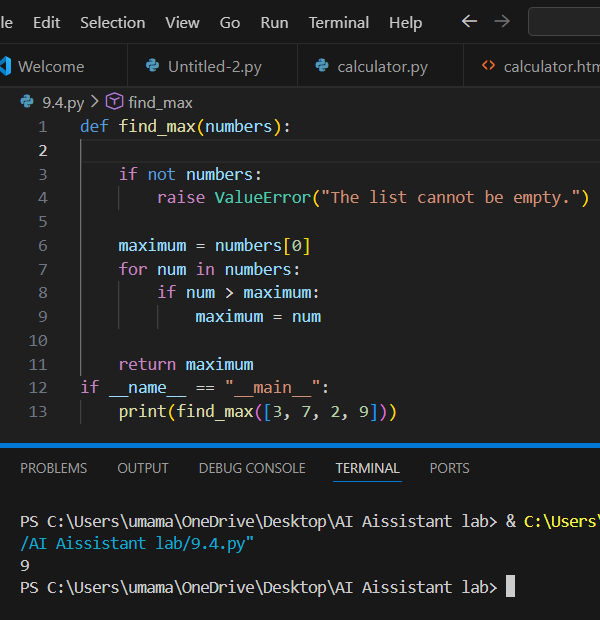 le Edit Selection View Go Run Terminal Help
Welcome Untitled-2.py calculator.py calculator.htm
9.4.py > find_max
1 def find_max(numbers):
2
3     if not numbers:
4         raise ValueError("The list cannot be empty.")
5
6     maximum = numbers[0]
7     for num in numbers:
8         if num > maximum:
9             maximum = num
10
11     return maximum
12 if __name__ == "__main__":
13     print(find_max([3, 7, 2, 9]))
PROBLEMS OUTPUT DEBUG CONSOLE TERMINAL PORTS
PS C:\Users\umama\OneDrive\Desktop\AI Aissistant lab> & C:\Users\
/AI Aissistant lab/9.4.py"
9
PS C:\Users\umama\OneDrive\Desktop\AI Aissistant lab>